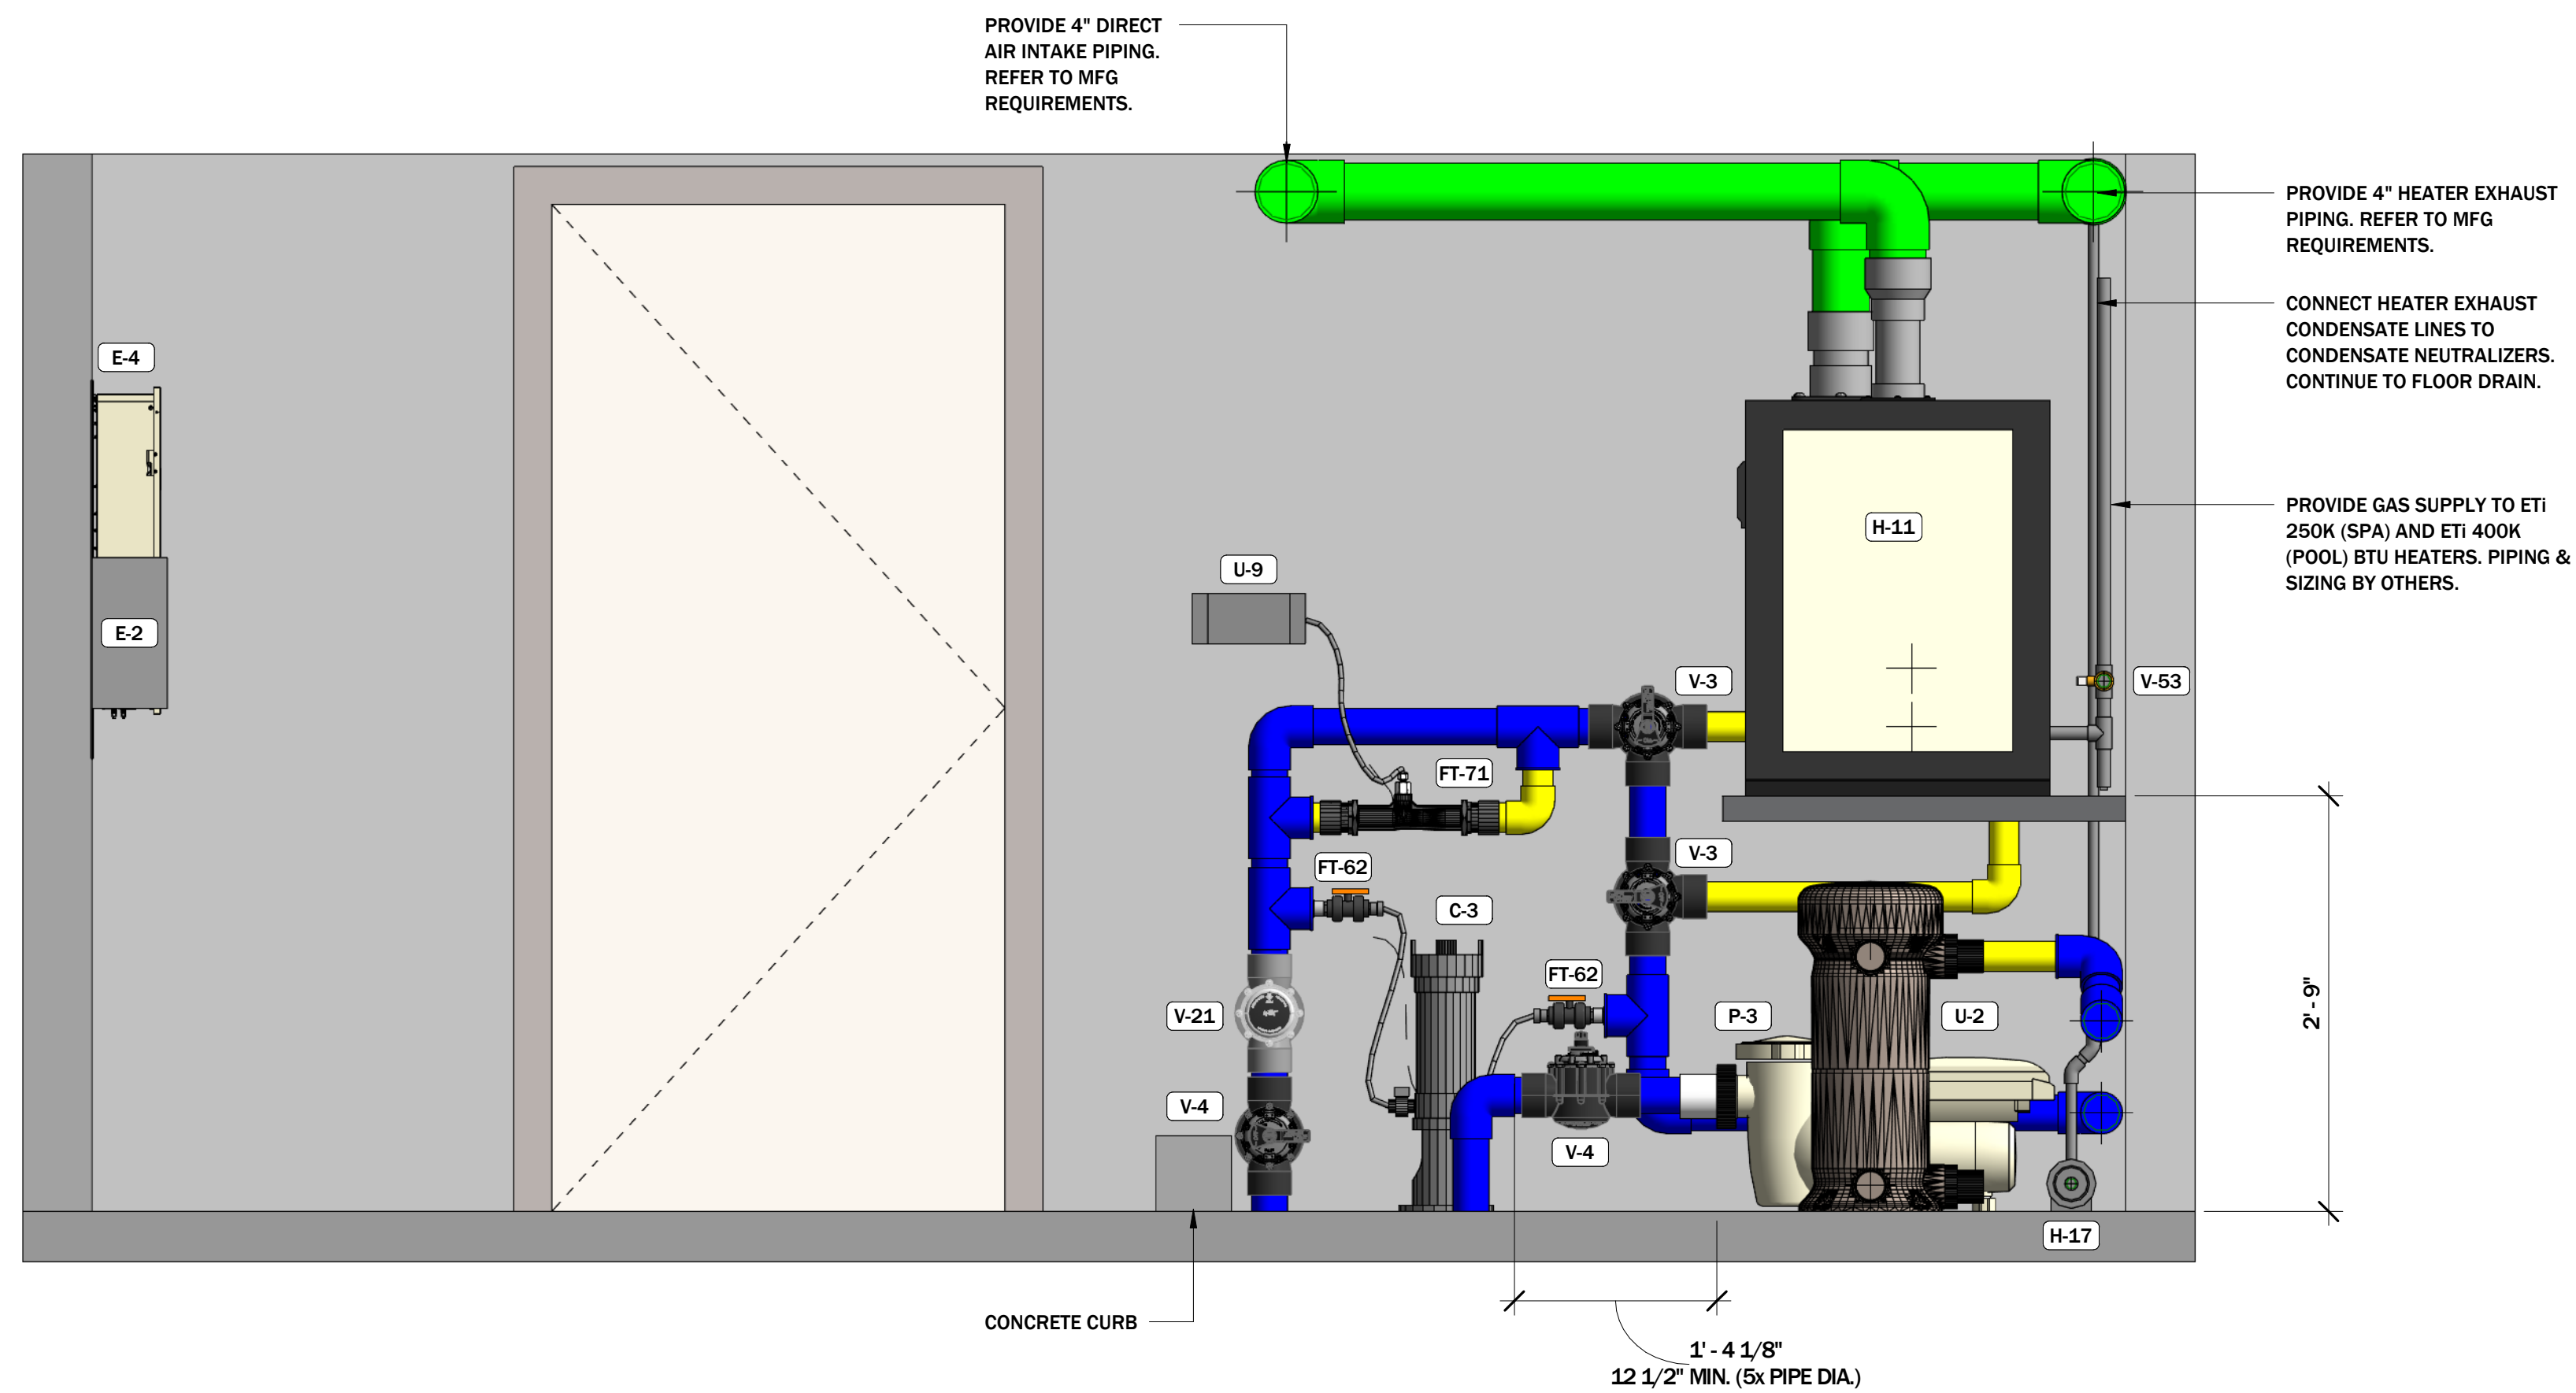 PROVIDE 4" DIRECT
AIR INTAKE PIPING.
REFER TO MFG
REQUIREMENTS.
PROVIDE 4" HEATER EXHAUST
PIPING. REFER TO MFG
REQUIREMENTS.
CONNECT HEATER EXHAUST
CONDENSATE LINES TO
CONDENSATE NEUTRALIZERS.
CONTINUE TO FLOOR DRAIN.
E-4
PROVIDE GAS SUPPLY TO ETi
250K (SPA) AND ETi 400K
(POOL) BTU HEATERS. PIPING &
SIZING BY OTHERS.
H-11
U-9
E-2
V-3
V-53
FT-71
V-3
FT-62
C-3
FT-62
V-21
P-3
U-2
2' - 9"
V-4
V-4
H-17
CONCRETE CURB
1' - 4 1/8"
12 1/2" MIN. (5x PIPE DIA.)